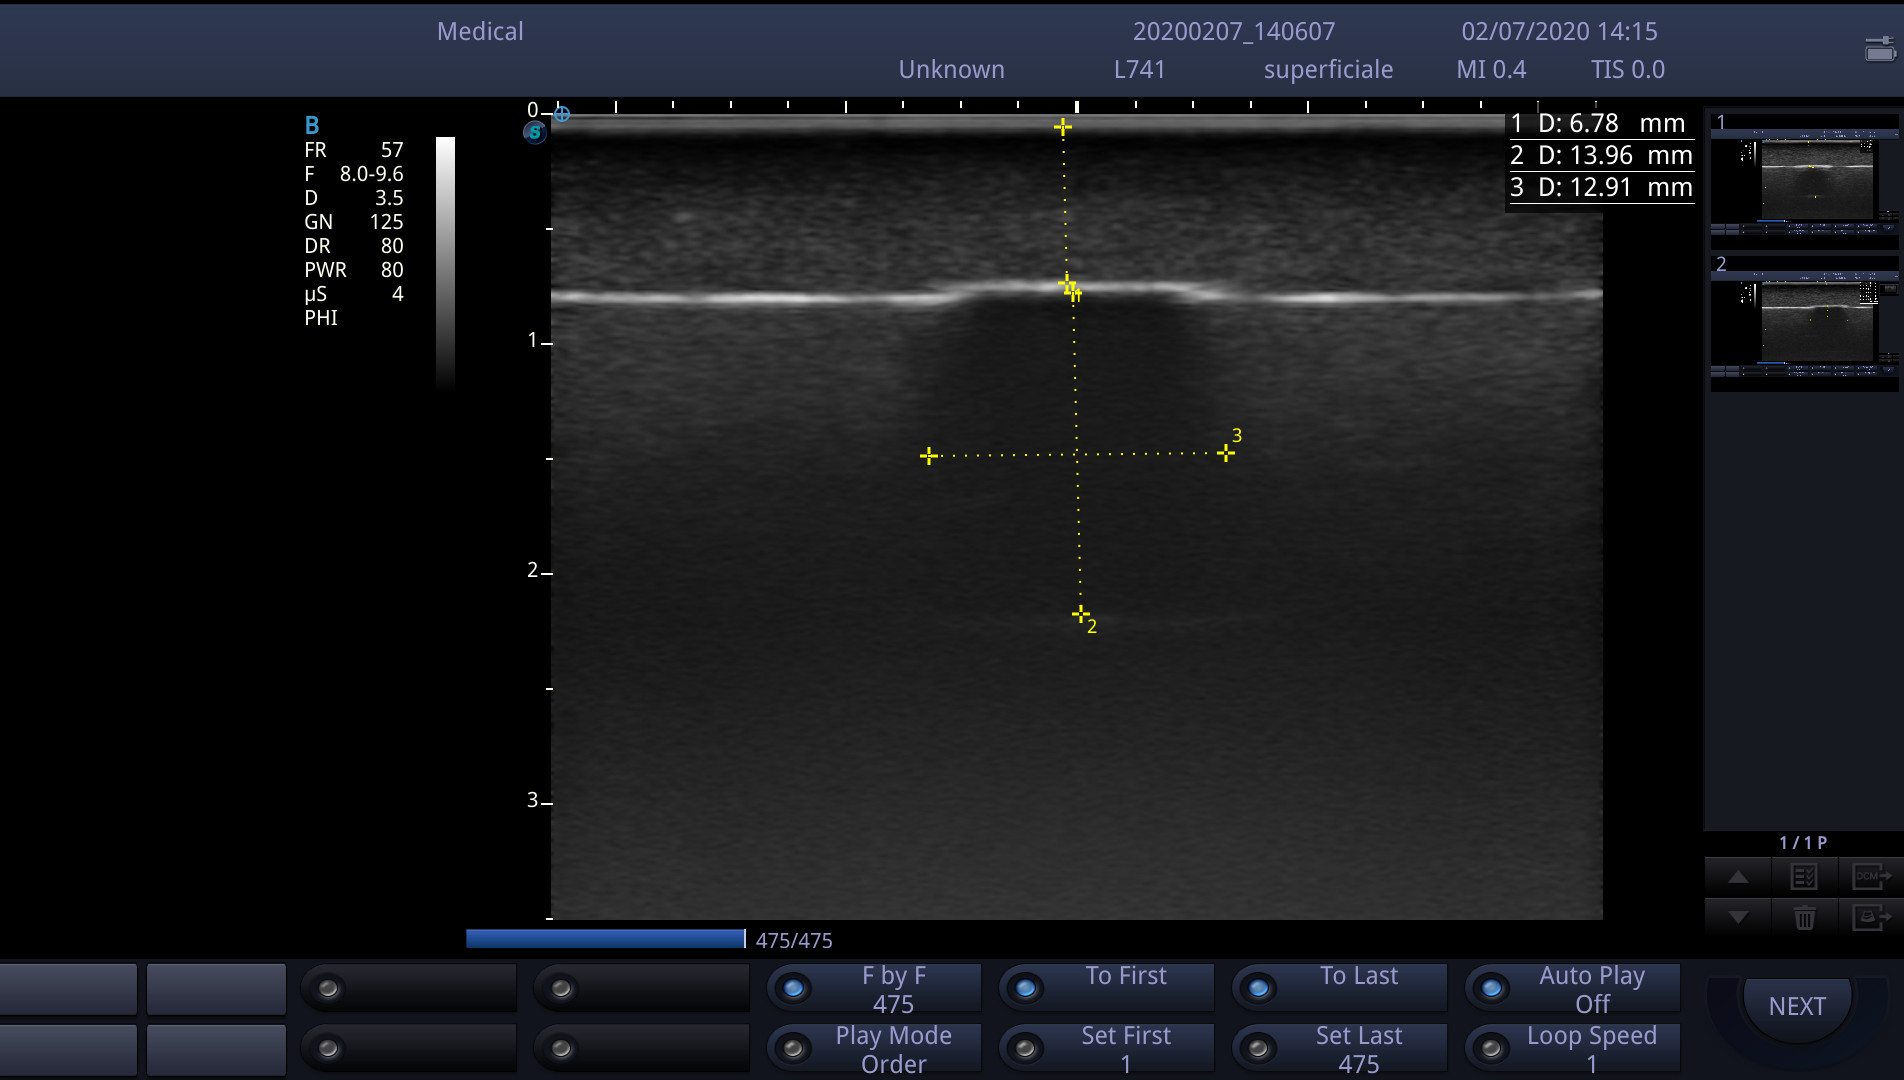 Medical
20200207_140607
02/07/2020 14:15
Unknown
L741
superficiale
MI 0.4
TIS 0.0
B
FR 57
F 8.0-9.6
D 3.5
GN 125
DR 80
PWR 80
µS 4
PHI
0
S
1
2
3
1 D: 6.78 mm
2 D: 13.96 mm
3 D: 12.91 mm
1
3
2
475/475
1
2
1 / 1 P
DCM
F by F
475
To First
To Last
Auto Play
Off
Play Mode
Order
Set First
1
Set Last
475
Loop Speed
1
NEXT